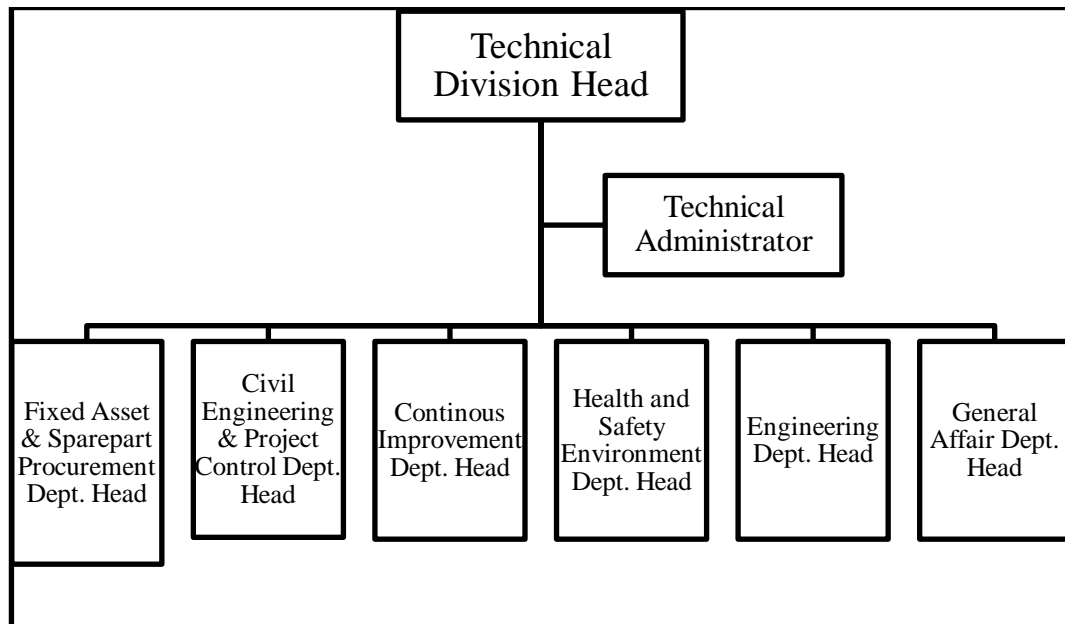 Technical
Division Head
Technical
Administrator
Fixed Asset
& Sparepart
Procurement
Dept. Head
Civil
Engineering
& Project
Control Dept.
Head
Continous
Improvement
Dept. Head
Health and
Safety
Environment
Dept. Head
Engineering
Dept. Head
General
Affair Dept.
Head